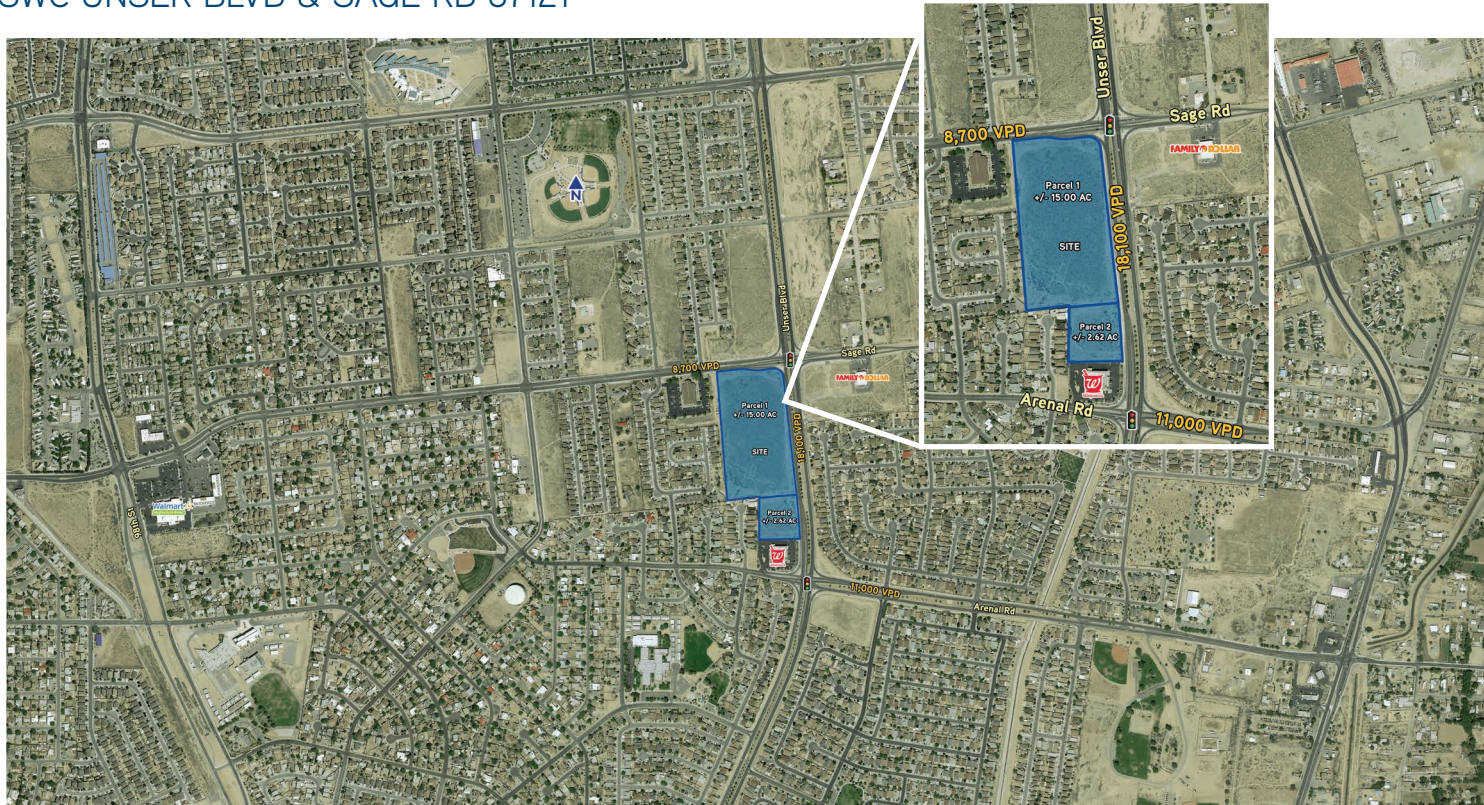 SWC UNSER BLVD & SAGE RD 87121
Unser Blvd
Sage Rd
8,700 VPD
FAMILY DOLLAR
Parcel 1
+/- 15.00 AC
18,100 VPD
SITE
Parcel 2
+/- 2.62 AC
W
Arenal Rd
11,000 VPD
N
Unser Blvd
Sage Rd
8,700 VPD
FAMILY DOLLAR
Parcel 1
+/- 15.00 AC
18,100 VPD
SITE
Walmart
98th St
Parcel 2
+/- 2.62 AC
W
11,000 VPD
Arenal Rd